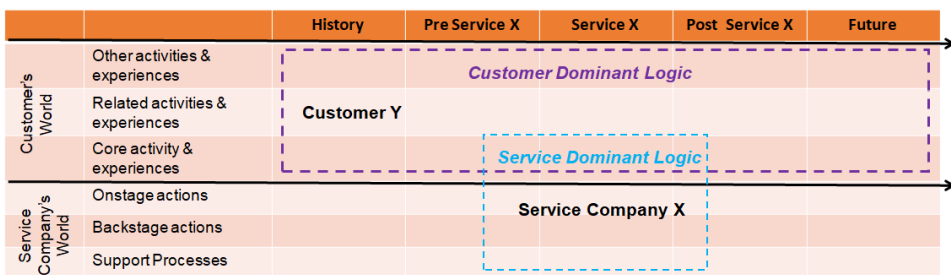 History Pre Service X Service X Post Service X Future
Customer's
World
Other activities &
experiences
Customer Dominant Logic
Related activities &
experiences
Customer Y
Core activity &
experiences
Service Dominant Logic
Service
Company's
World
Onstage actions
Service Company X
Backstage actions
Support Processes